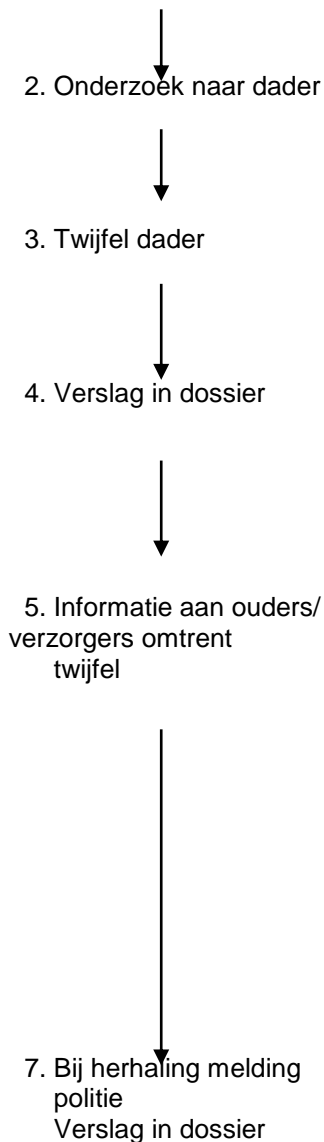 2. Onderzoek naar dader
3. Twijfel dader
4. Verslag in dossier
5. Informatie aan ouders/
verzorgers omtrent
twijfel
7. Bij herhaling melding
politie
Verslag in dossier